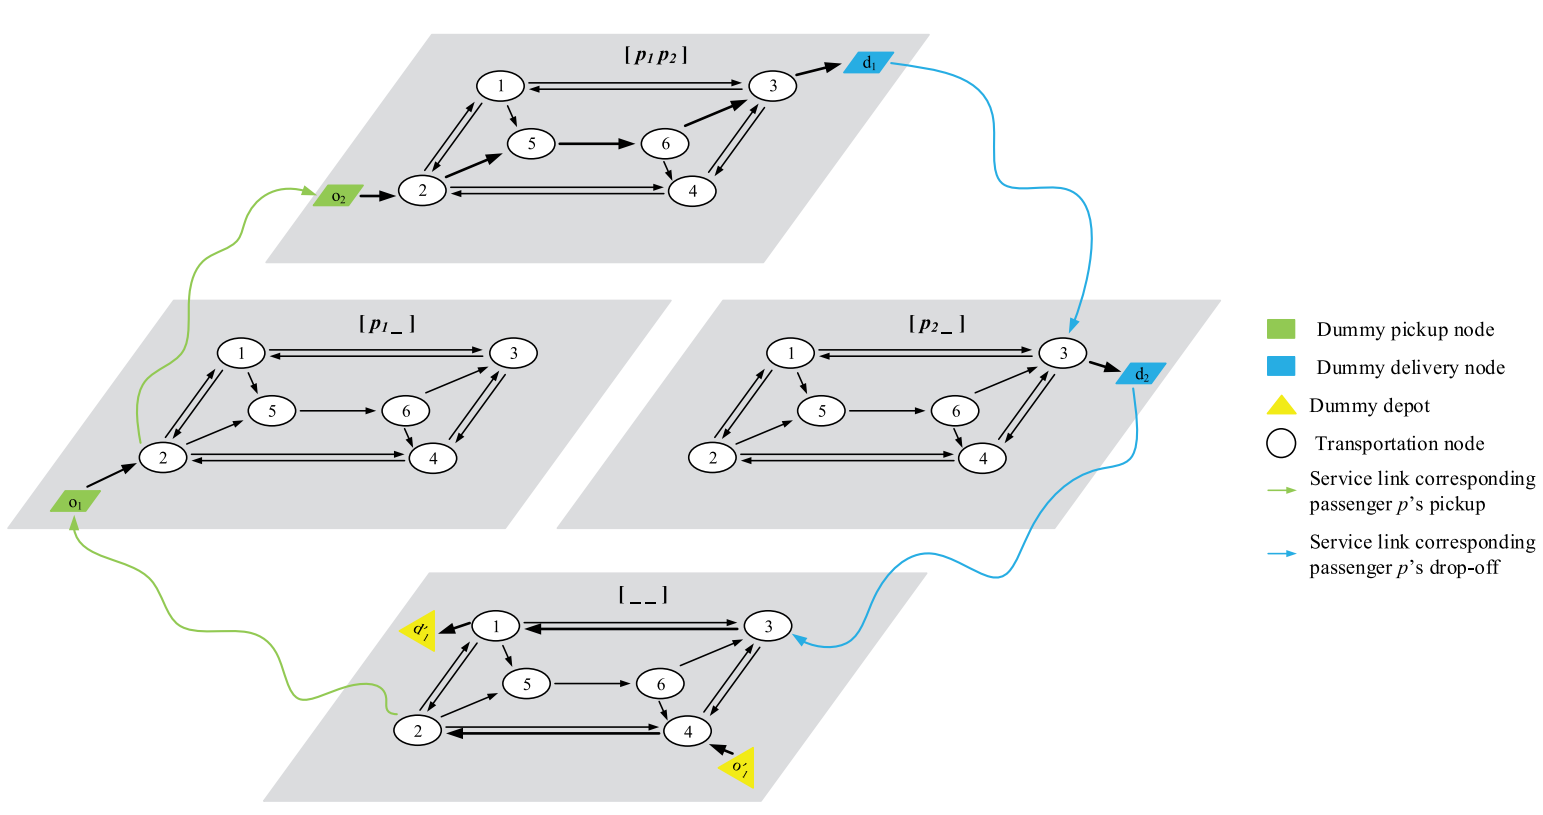 [ p1 p2 ]
1
3
d1
5
6
o2
2
4
[ p1 _ ]
1
3
5
6
2
4
o1
[ p2 _ ]
1
3
d2
5
6
2
4
[ _ _ ]
d′1
1
3
5
6
2
4
o′1
Dummy pickup node
Dummy delivery node
Dummy depot
Transportation node
Service link corresponding
passenger p's pickup
Service link corresponding
passenger p's drop-off